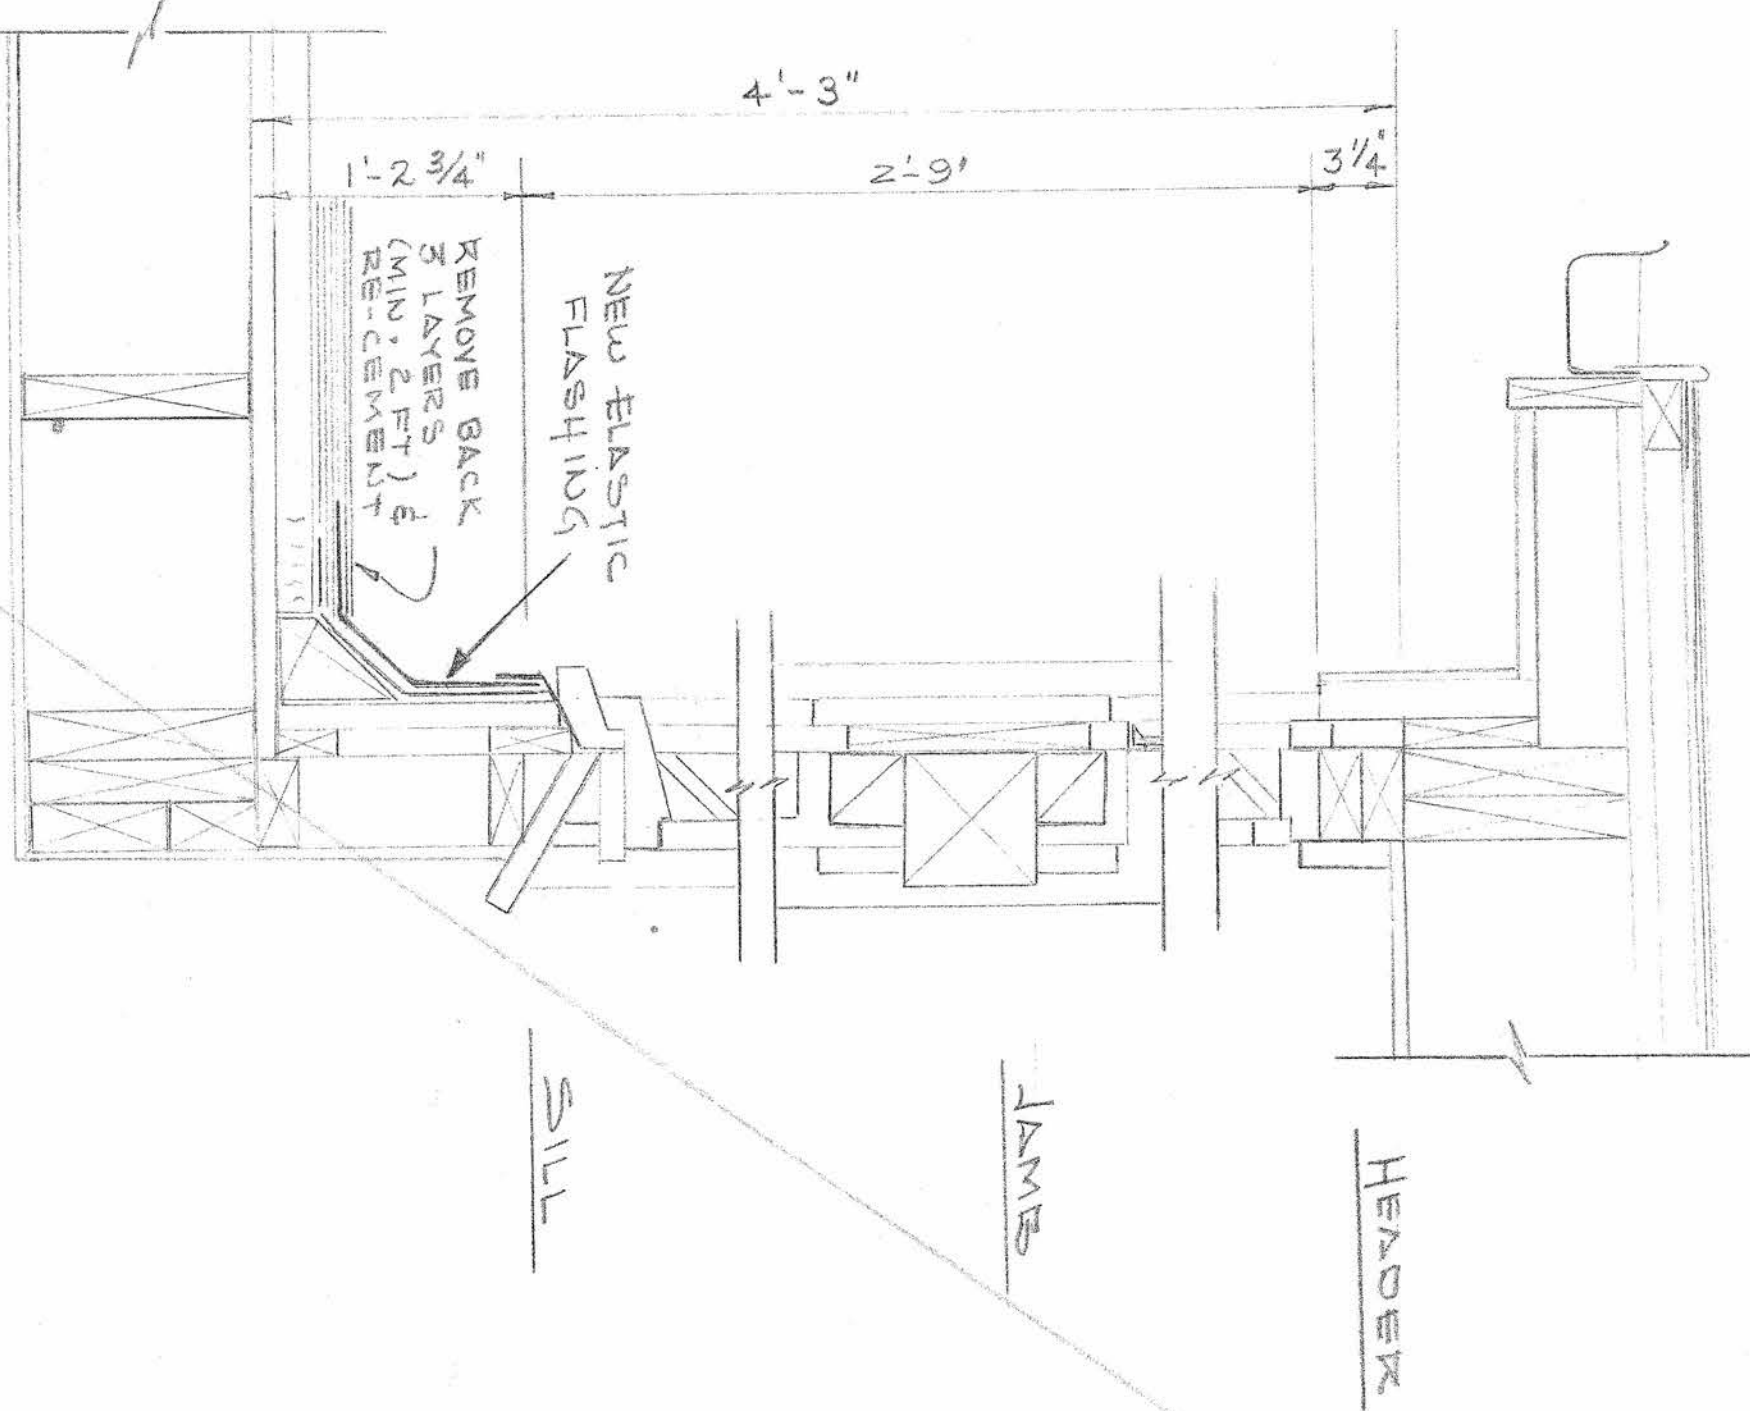 4'-3"
1'-2 3/4"
2'-9'
3 1/4"
REMOVE BACK
3 LAYERS
(MIN. 2 FT) &
RE-CEMENT
NEW ELASTIC
FLASHING
SILL
JAMB
HEADER